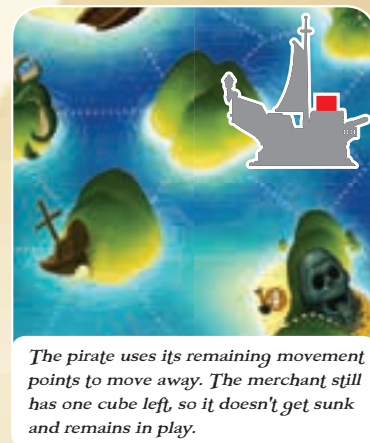 The pirate uses its remaining movement
points to move away. The merchant still
has one cube left, so it doesn't get sunk
and remains in play.